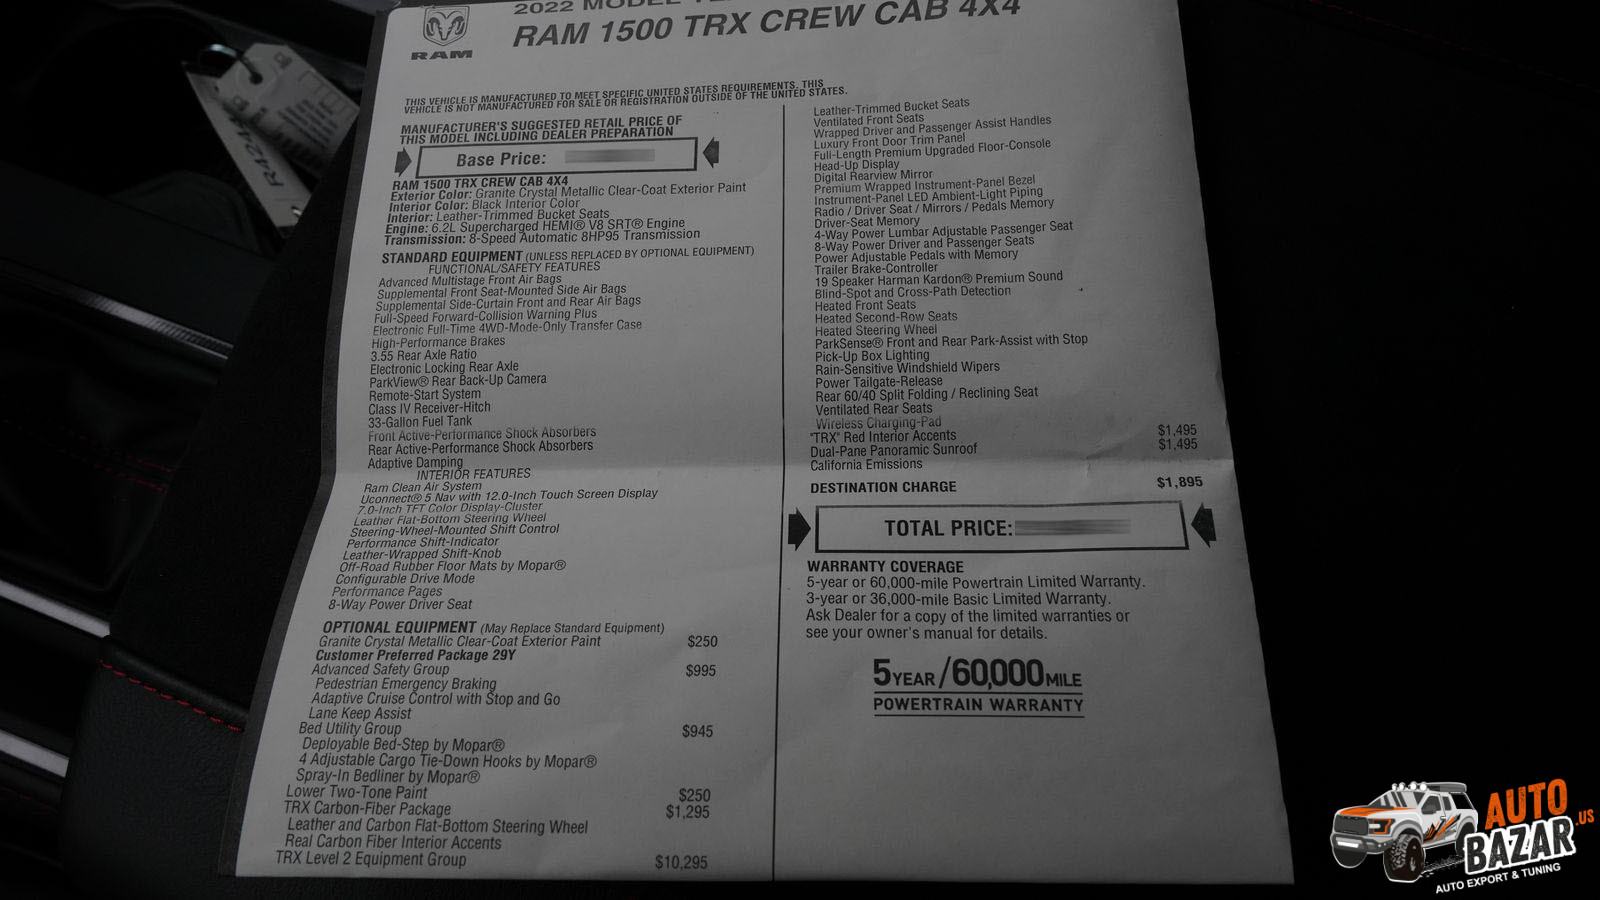 2022 MODEL
RAM 1500 TRX CREW CAB 4X4
RAM
THIS VEHICLE IS MANUFACTURED TO MEET SPECIFIC UNITED STATES REQUIREMENTS. THIS
VEHICLE IS NOT MANUFACTURED FOR SALE OR REGISTRATION OUTSIDE OF THE UNITED STATES.
MANUFACTURER'S SUGGESTED RETAIL PRICE OF
THIS MODEL INCLUDING DEALER PREPARATION
Base Price:
RAM 1500 TRX CREW CAB 4X4
Exterior Color: Granite Crystal Metallic Clear-Coat Exterior Paint
Interior Color: Black Interior Color
Interior: Leather-Trimmed Bucket Seats
Engine: 6.2L Supercharged HEMI® V8 SRT® Engine
Transmission: 8-Speed Automatic 8HP95 Transmission
STANDARD EQUIPMENT (UNLESS REPLACED BY OPTIONAL EQUIPMENT)
FUNCTIONAL/SAFETY FEATURES
Advanced Multistage Front Air Bags
Supplemental Front Seat-Mounted Side Air Bags
Supplemental Side-Curtain Front and Rear Air Bags
Full-Speed Forward-Collision Warning Plus
Electronic Full-Time 4WD-Mode-Only Transfer Case
High-Performance Brakes
3.55 Rear Axle Ratio
Electronic Locking Rear Axle
ParkView® Rear Back-Up Camera
Remote-Start System
Class IV Receiver-Hitch
33-Gallon Fuel Tank
Front Active-Performance Shock Absorbers
Rear Active-Performance Shock Absorbers
Adaptive Damping
INTERIOR FEATURES
Ram Clean Air System
Uconnect® 5 Nav with 12.0-Inch Touch Screen Display
7.0-Inch TFT Color Display-Cluster
Leather Flat-Bottom Steering Wheel
Steering-Wheel-Mounted Shift Control
Performance Shift-Indicator
Leather-Wrapped Shift-Knob
Off-Road Rubber Floor Mats by Mopar®
Configurable Drive Mode
Performance Pages
8-Way Power Driver Seat
OPTIONAL EQUIPMENT (May Replace Standard Equipment)
Granite Crystal Metallic Clear-Coat Exterior Paint $250
Customer Preferred Package 29Y
Advanced Safety Group $995
Pedestrian Emergency Braking
Adaptive Cruise Control with Stop and Go
Lane Keep Assist
Bed Utility Group $945
Deployable Bed-Step by Mopar®
4 Adjustable Cargo Tie-Down Hooks by Mopar®
Spray-In Bedliner by Mopar®
Lower Two-Tone Paint $250
TRX Carbon-Fiber Package $1,295
Leather and Carbon Flat-Bottom Steering Wheel
Real Carbon Fiber Interior Accents
TRX Level 2 Equipment Group $10,295
Leather-Trimmed Bucket Seats
Ventilated Front Seats
Wrapped Driver and Passenger Assist Handles
Luxury Front Door Trim Panel
Full-Length Premium Upgraded Floor-Console
Head-Up Display
Digital Rearview Mirror
Premium Wrapped Instrument-Panel Bezel
Instrument-Panel LED Ambient-Light Piping
Radio / Driver Seat / Mirrors / Pedals Memory
Driver-Seat Memory
4-Way Power Lumbar Adjustable Passenger Seat
8-Way Power Driver and Passenger Seats
Power Adjustable Pedals with Memory
Trailer Brake-Controller
19 Speaker Harman Kardon® Premium Sound
Blind-Spot and Cross-Path Detection
Heated Front Seats
Heated Second-Row Seats
Heated Steering Wheel
ParkSense® Front and Rear Park-Assist with Stop
Pick-Up Box Lighting
Rain-Sensitive Windshield Wipers
Power Tailgate-Release
Rear 60/40 Split Folding / Reclining Seat
Ventilated Rear Seats
Wireless Charging-Pad
"TRX" Red Interior Accents $1,495
Dual-Pane Panoramic Sunroof $1,495
California Emissions
DESTINATION CHARGE $1,895
TOTAL PRICE:
WARRANTY COVERAGE
5-year or 60,000-mile Powertrain Limited Warranty.
3-year or 36,000-mile Basic Limited Warranty.
Ask Dealer for a copy of the limited warranties or
see your owner's manual for details.
5 YEAR / 60,000 MILE
POWERTRAIN WARRANTY
AUTO
BAZAR.US
AUTO EXPORT & TUNING